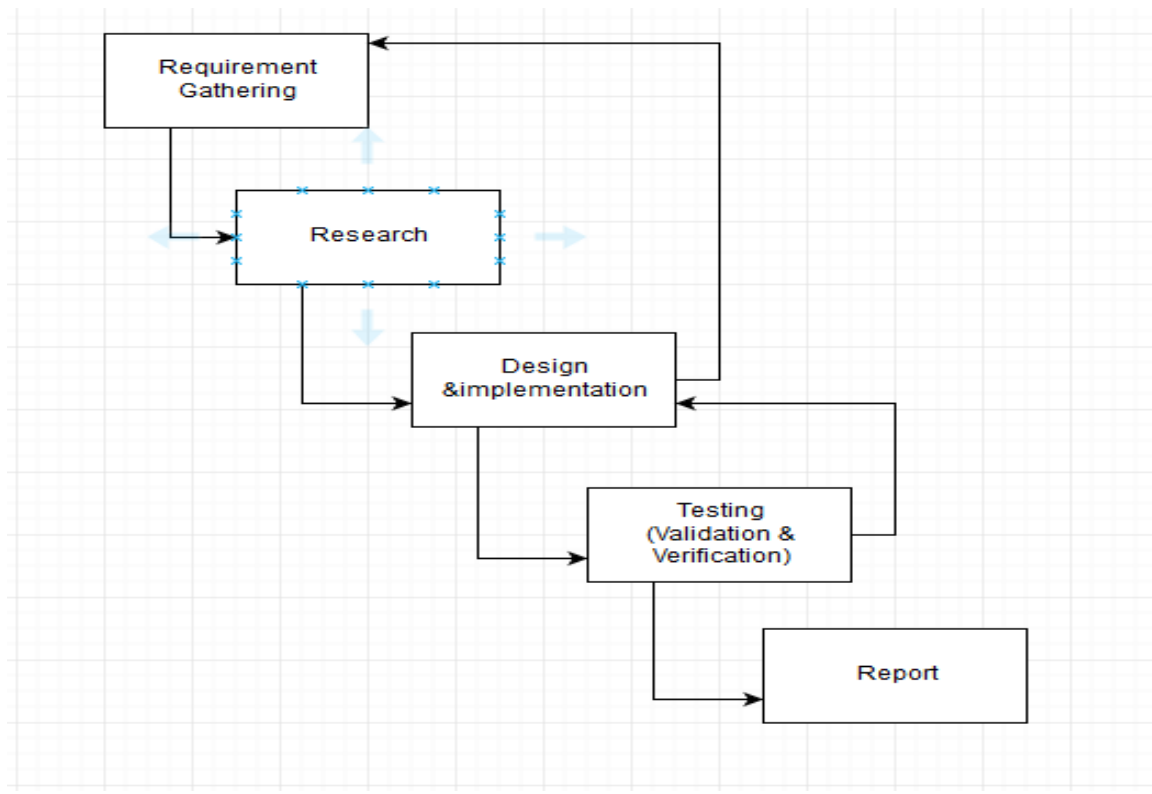 Requirement
Gathering
Research
Design
&implementation
Testing
(Validation &
Verification)
Report